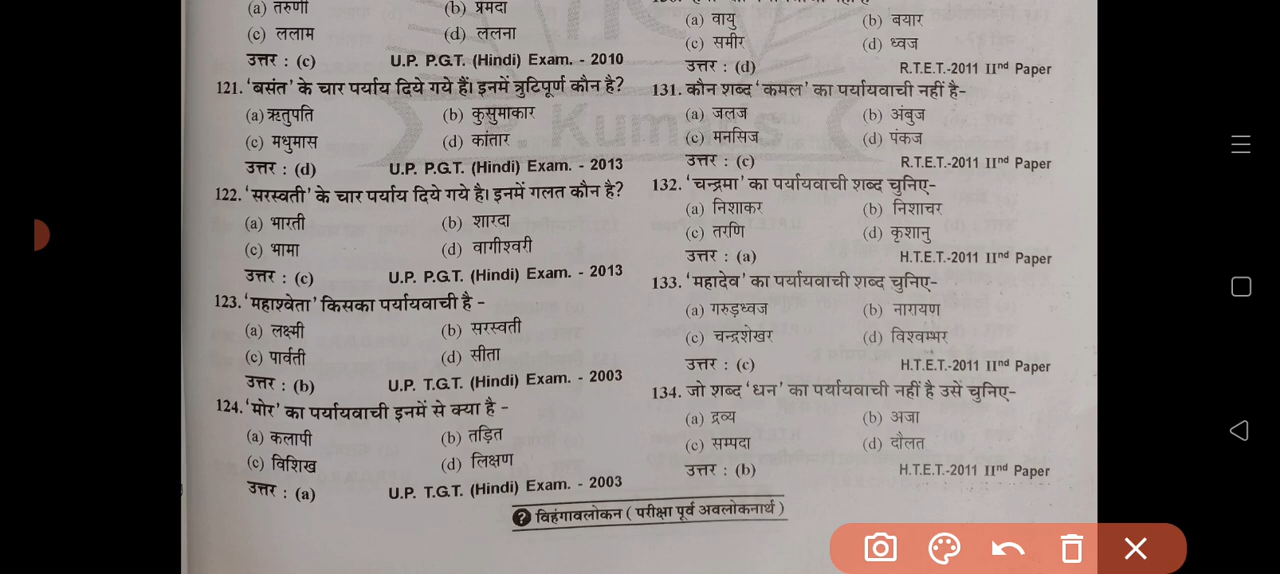 (a) तरुणी (b) प्रमदा
(c) ललाम (d) ललना
उत्तर : (c) U.P. P.G.T. (Hindi) Exam. - 2010
121. 'बसंत' के चार पर्याय दिये गये हैं। इनमें त्रुटिपूर्ण कौन है?
(a) ऋतुपति (b) कुसुमाकार
(c) मधुमास (d) कांतार
उत्तर : (d) U.P. P.G.T. (Hindi) Exam. - 2013
122. 'सरस्वती' के चार पर्याय दिये गये है। इनमें गलत कौन है?
(a) भारती (b) शारदा
(c) भामा (d) वागीश्वरी
उत्तर : (c) U.P. P.G.T. (Hindi) Exam. - 2013
123. 'महाश्वेता' किसका पर्यायवाची है -
(a) लक्ष्मी (b) सरस्वती
(c) पार्वती (d) सीता
उत्तर : (b) U.P. T.G.T. (Hindi) Exam. - 2003
124. 'मोर' का पर्यायवाची इनमें से क्या है -
(a) कलापी (b) तड़ित
(c) विशिख (d) लिक्षण
उत्तर : (a) U.P. T.G.T. (Hindi) Exam. - 2003
(a) वायु (b) बयार
(c) समीर (d) ध्वज
उत्तर : (d) R.T.E.T.-2011 IInd Paper
131. कौन शब्द 'कमल' का पर्यायवाची नहीं है-
(a) जलज (b) अंबुज
(c) मनसिज (d) पंकज
उत्तर : (c) R.T.E.T.-2011 IInd Paper
132. 'चन्द्रमा' का पर्यायवाची शब्द चुनिए-
(a) निशाकर (b) निशाचर
(c) तरणि (d) कृशानु
उत्तर : (a) H.T.E.T.-2011 IInd Paper
133. 'महादेव' का पर्यायवाची शब्द चुनिए-
(a) गरुड़ध्वज (b) नारायण
(c) चन्द्रशेखर (d) विश्वम्भर
उत्तर : (c) H.T.E.T.-2011 IInd Paper
134. जो शब्द 'धन' का पर्यायवाची नहीं है उसें चुनिए-
(a) द्रव्य (b) अजा
(c) सम्पदा (d) दौलत
उत्तर : (b) H.T.E.T.-2011 IInd Paper
? विहंगावलोकन ( परीक्षा पूर्व अवलोकनार्थ )